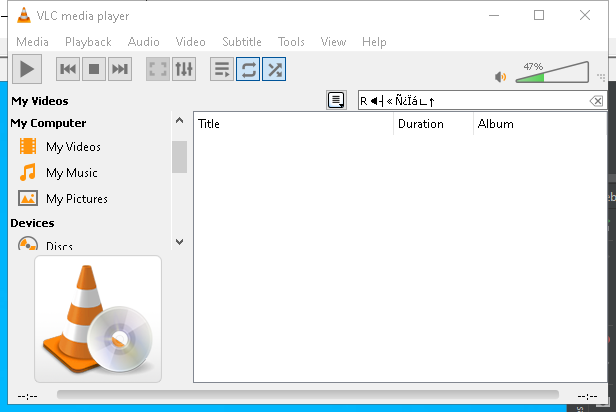 VLC media player
Media Playback Audio Video Subtitle Tools View Help
47%
My Videos
R ◄┤« Ñ¿Ïá∟↑
My Computer
Title Duration Album
My Videos
My Music
My Pictures
Devices
Discs
--:-- --:--